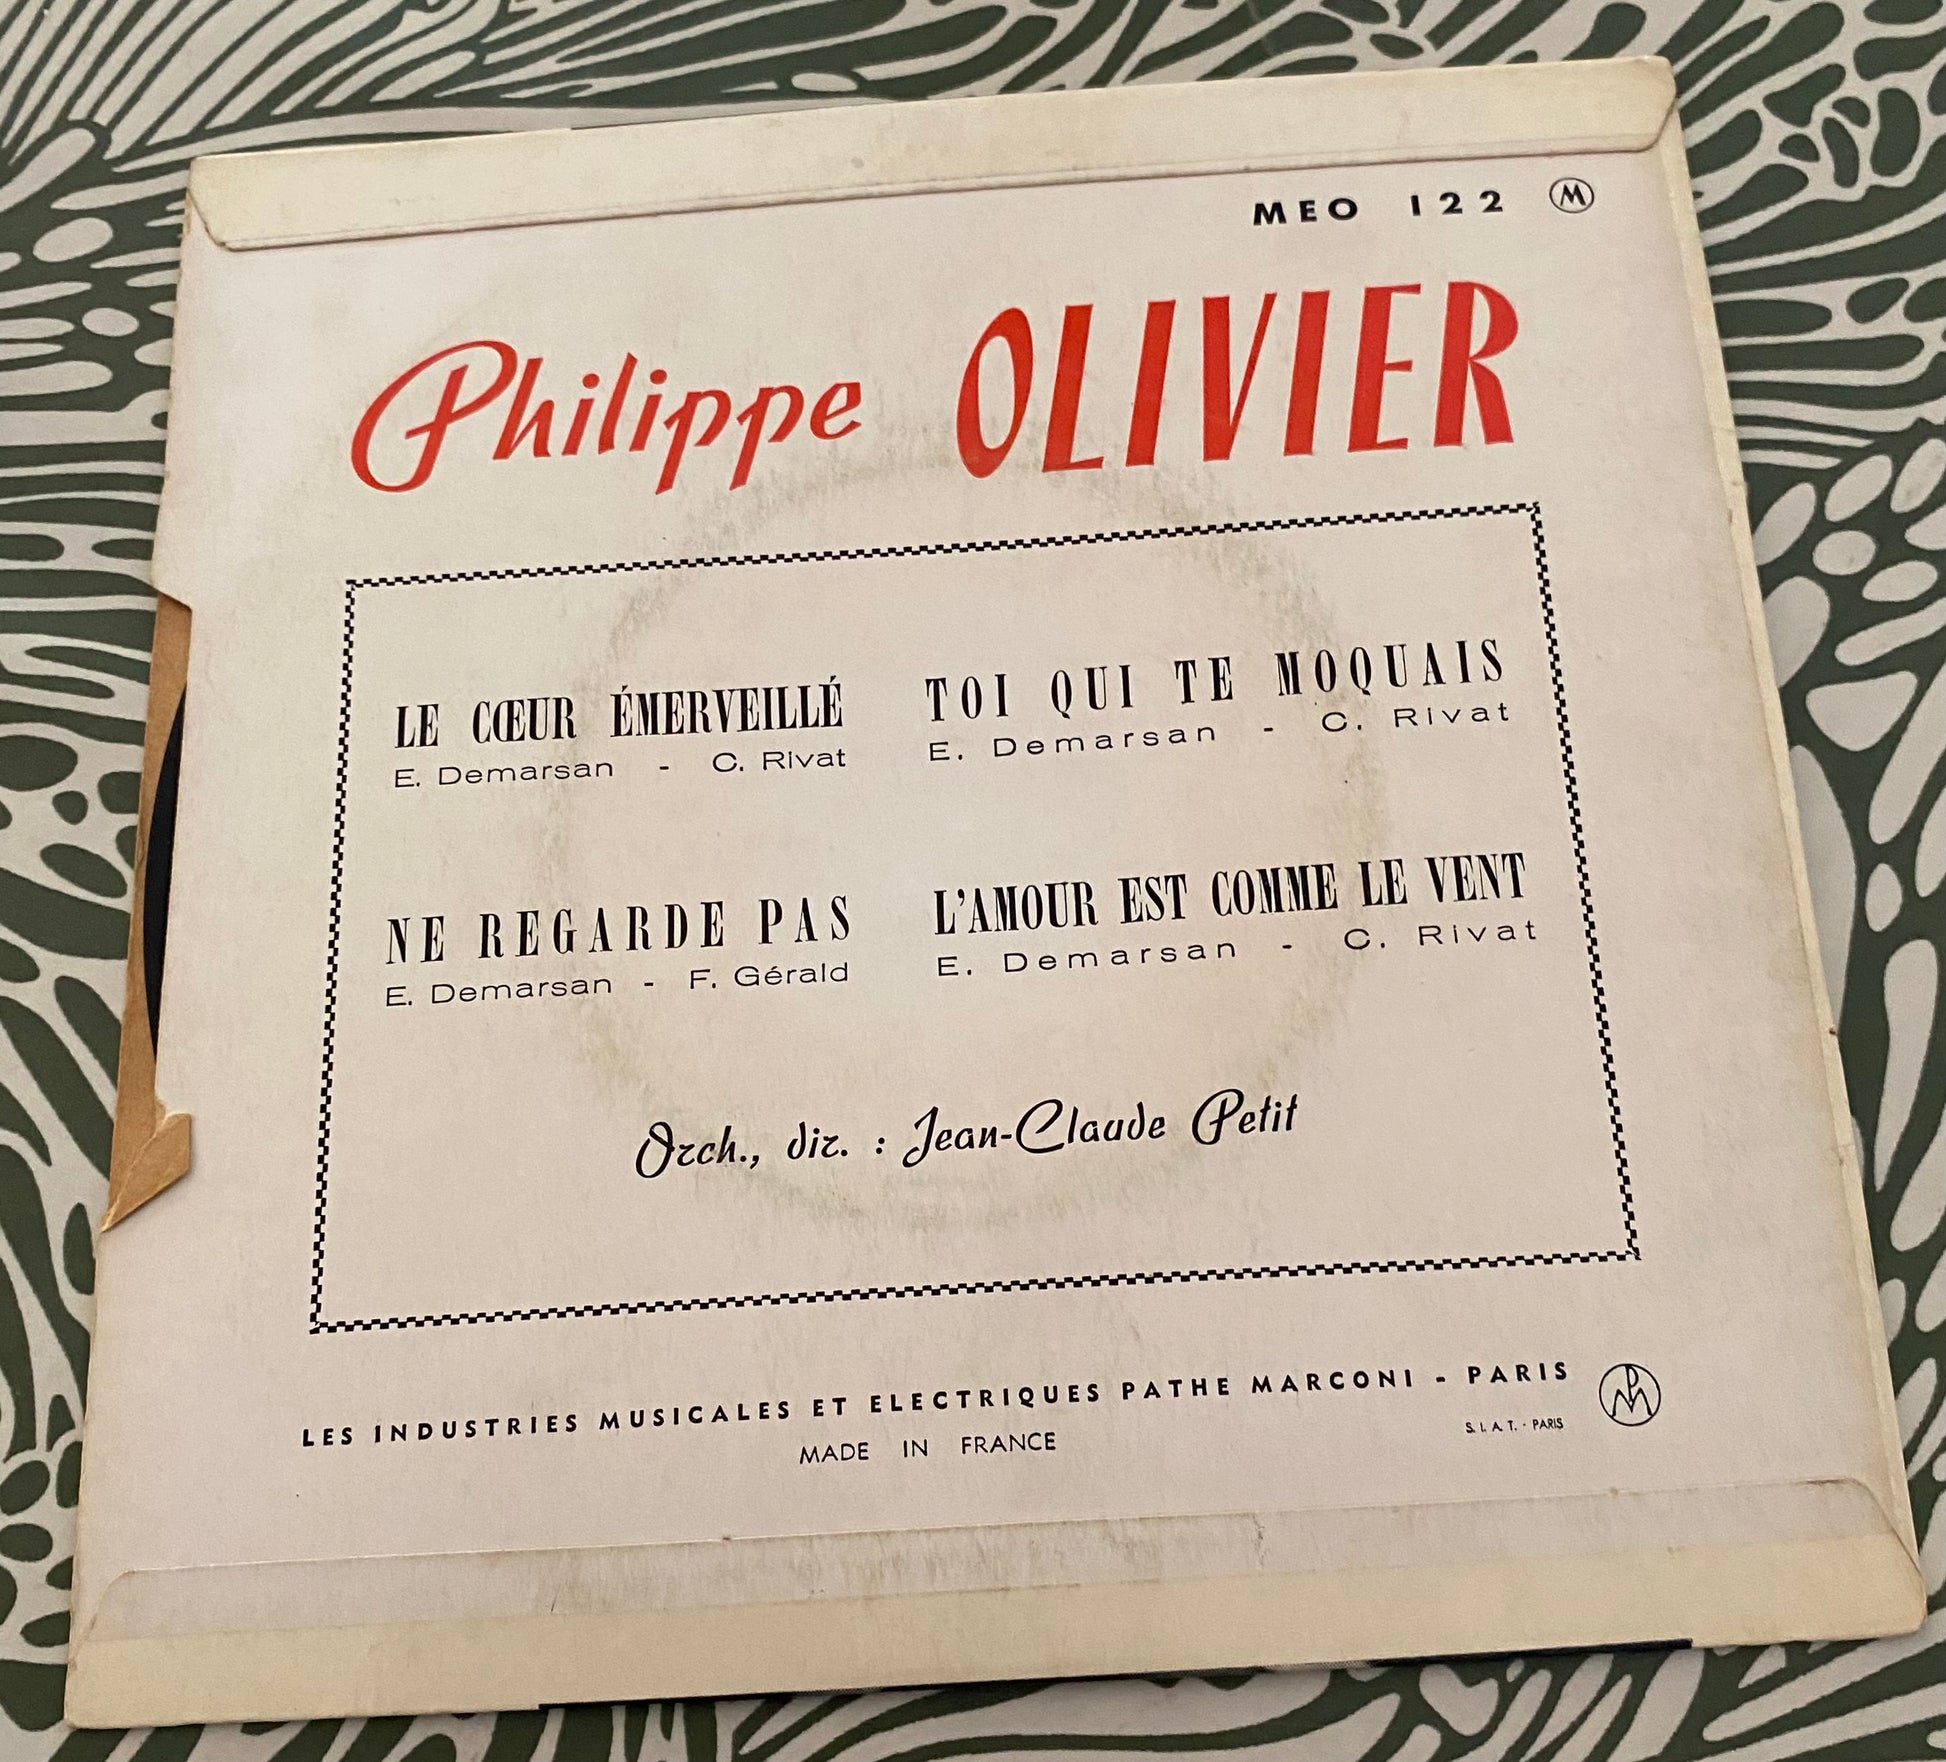 MEO 122 M
Philippe OLIVIER
LE CŒUR ÉMERVEILLÉ
E. Demarsan - C. Rivat
TOI QUI TE MOQUAIS
E. Demarsan - C. Rivat
NE REGARDE PAS
E. Demarsan - F. Gérald
L'AMOUR EST COMME LE VENT
E. Demarsan - C. Rivat
Orch., dir. : Jean-Claude Petit
LES INDUSTRIES MUSICALES ET ELECTRIQUES PATHE MARCONI - PARIS
S. I. A. T. - PARIS
MADE IN FRANCE